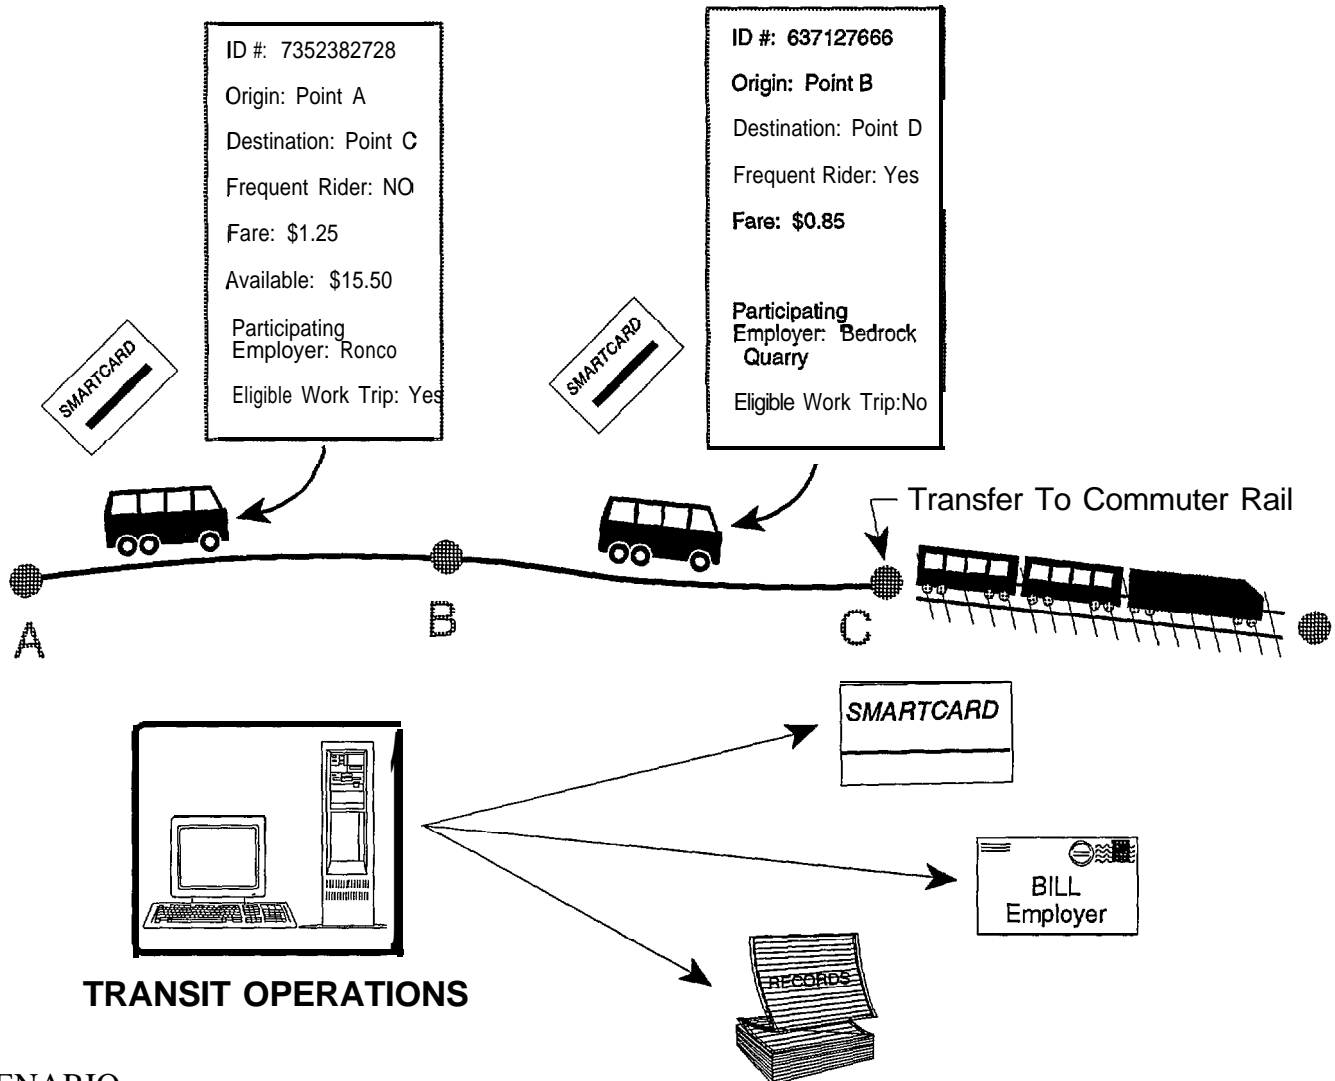 ID #: 7352382728
Origin: Point A
Destination: Point C
Frequent Rider: NO
Fare: $1.25
Available: $15.50
Participating
Employer: Ronco
Eligible Work Trip: Yes
ID #: 637127666
Origin: Point B
Destination: Point D
Frequent Rider: Yes
Fare: $0.85
Participating
Employer: Bedrock
Quarry
Eligible Work Trip:No
SMARTCARD
SMARTCARD
Transfer To Commuter Rail
A
B
C
SMARTCARD
BILL
Employer
RECORDS
TRANSIT OPERATIONS